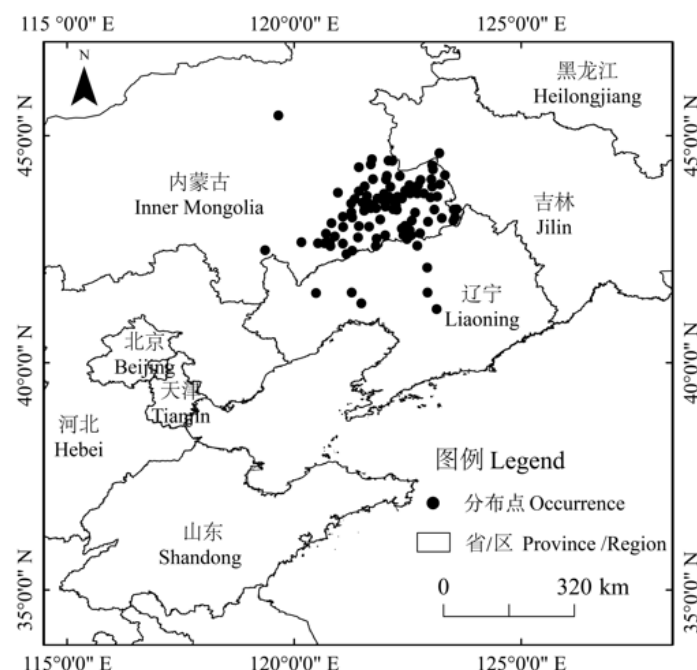 115 °0'0" E
120°0'0" E
125°0'0" E
N
黑龙江
Heilongjiang
45°0'0" N
45°0'0" N
内蒙古
Inner Mongolia
吉林
Jilin
辽宁
Liaoning
北京
Beijing
天津
Tianjin
40°0'0" N
40°0'0" N
河北
Hebei
图例 Legend
分布点 Occurrence
山东
Shandong
省/区 Province /Region
0 320 km
35°0'0" N
35°0'0" N
115°0'0" E
120°0'0" E
125°0'0" E